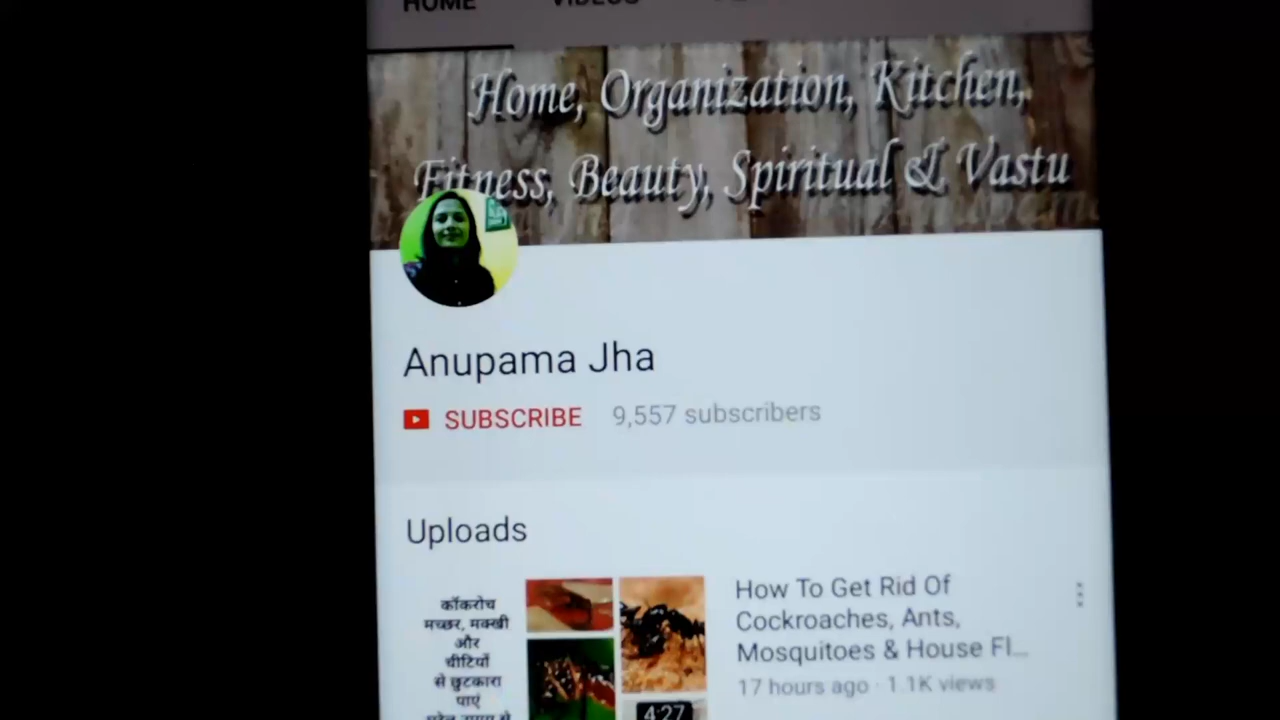 HOME VIDEOS
Home, Organization, Kitchen,
Fitness, Beauty, Spiritual & Vastu
Anupama Jha
SUBSCRIBE 9,557 subscribers
Uploads
कॉकरोच
मच्छर, मक्खी
और
चीटियों
से छुटकारा
पाएं
4:27
How To Get Rid Of
Cockroaches, Ants,
Mosquitoes & House Fl...
17 hours ago · 1.1K views